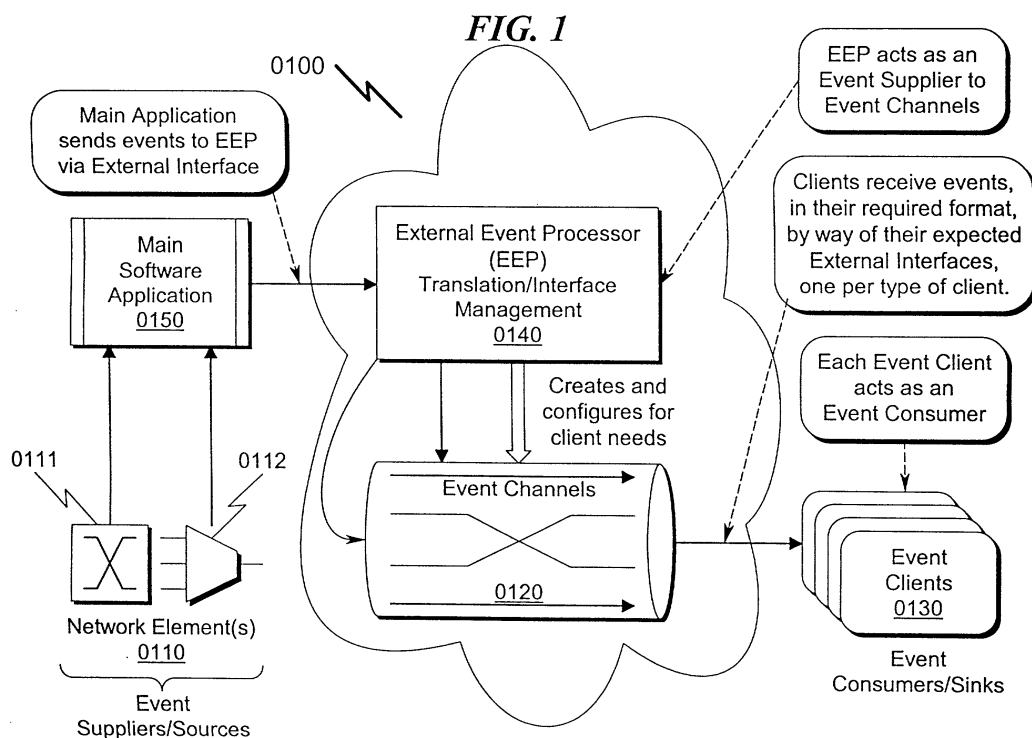 FIG. 1
0100
Main Application
sends events to EEP
via External Interface
EEP acts as an
Event Supplier to
Event Channels
Clients receive events,
in their required format,
by way of their expected
External Interfaces,
one per type of client.
Main
Software
Application
0150
External Event Processor
(EEP)
Translation/Interface
Management
0140
Creates and
configures for
client needs
Each Event Client
acts as an
Event Consumer
0111
0112
Event Channels
0120
Event
Clients
0130
Network Element(s)
0110
Event
Suppliers/Sources
Event
Consumers/Sinks